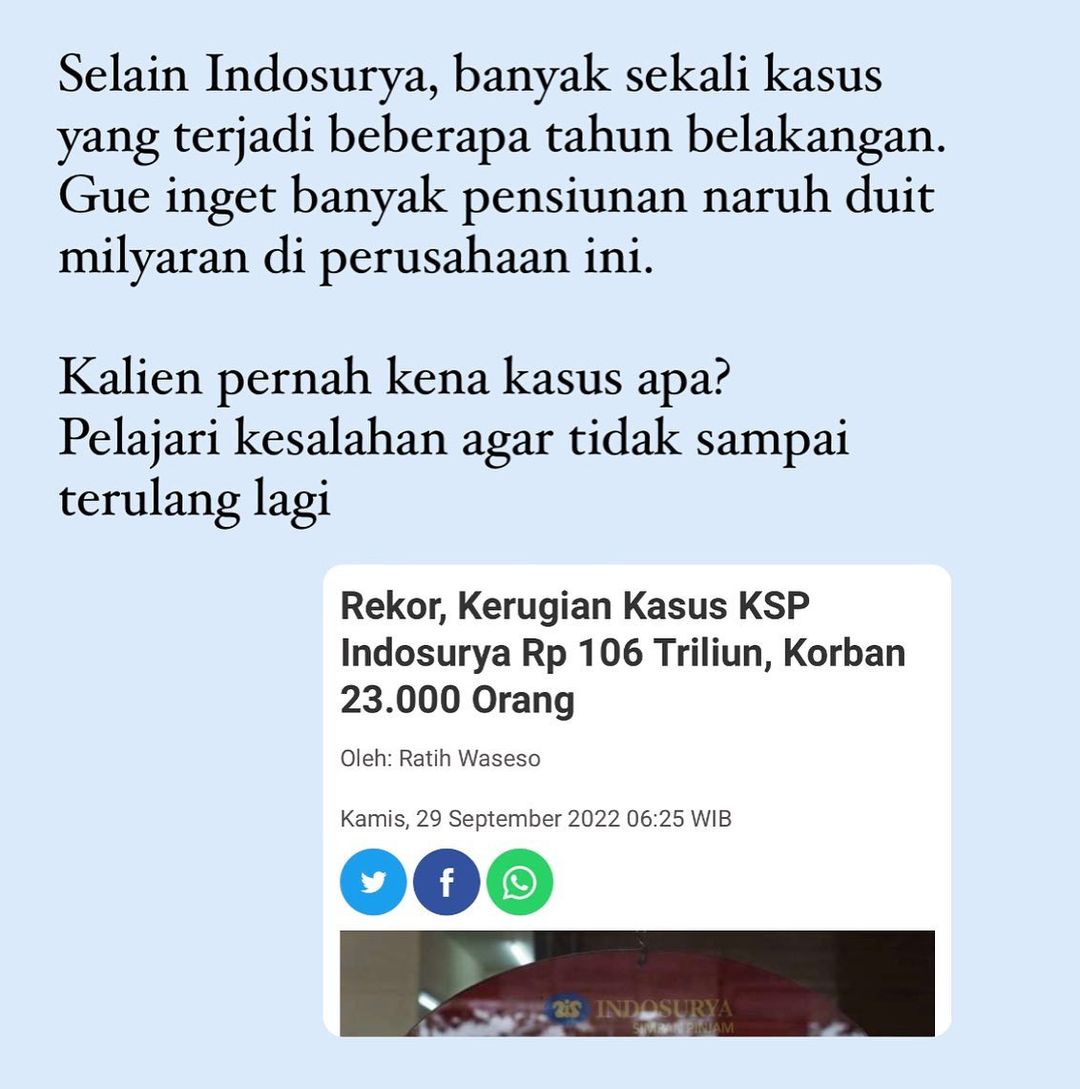 Selain Indosurya, banyak sekali kasus
yang terjadi beberapa tahun belakangan.
Gue inget banyak pensiunan naruh duit
milyaran di perusahaan ini.
Kalien pernah kena kasus apa?
Pelajari kesalahan agar tidak sampai
terulang lagi
Rekor, Kerugian Kasus KSP
Indosurya Rp 106 Triliun, Korban
23.000 Orang
Oleh: Ratih Waseso
Kamis, 29 September 2022 06:25 WIB
INDOSURYA
SIMPAN PINJAM